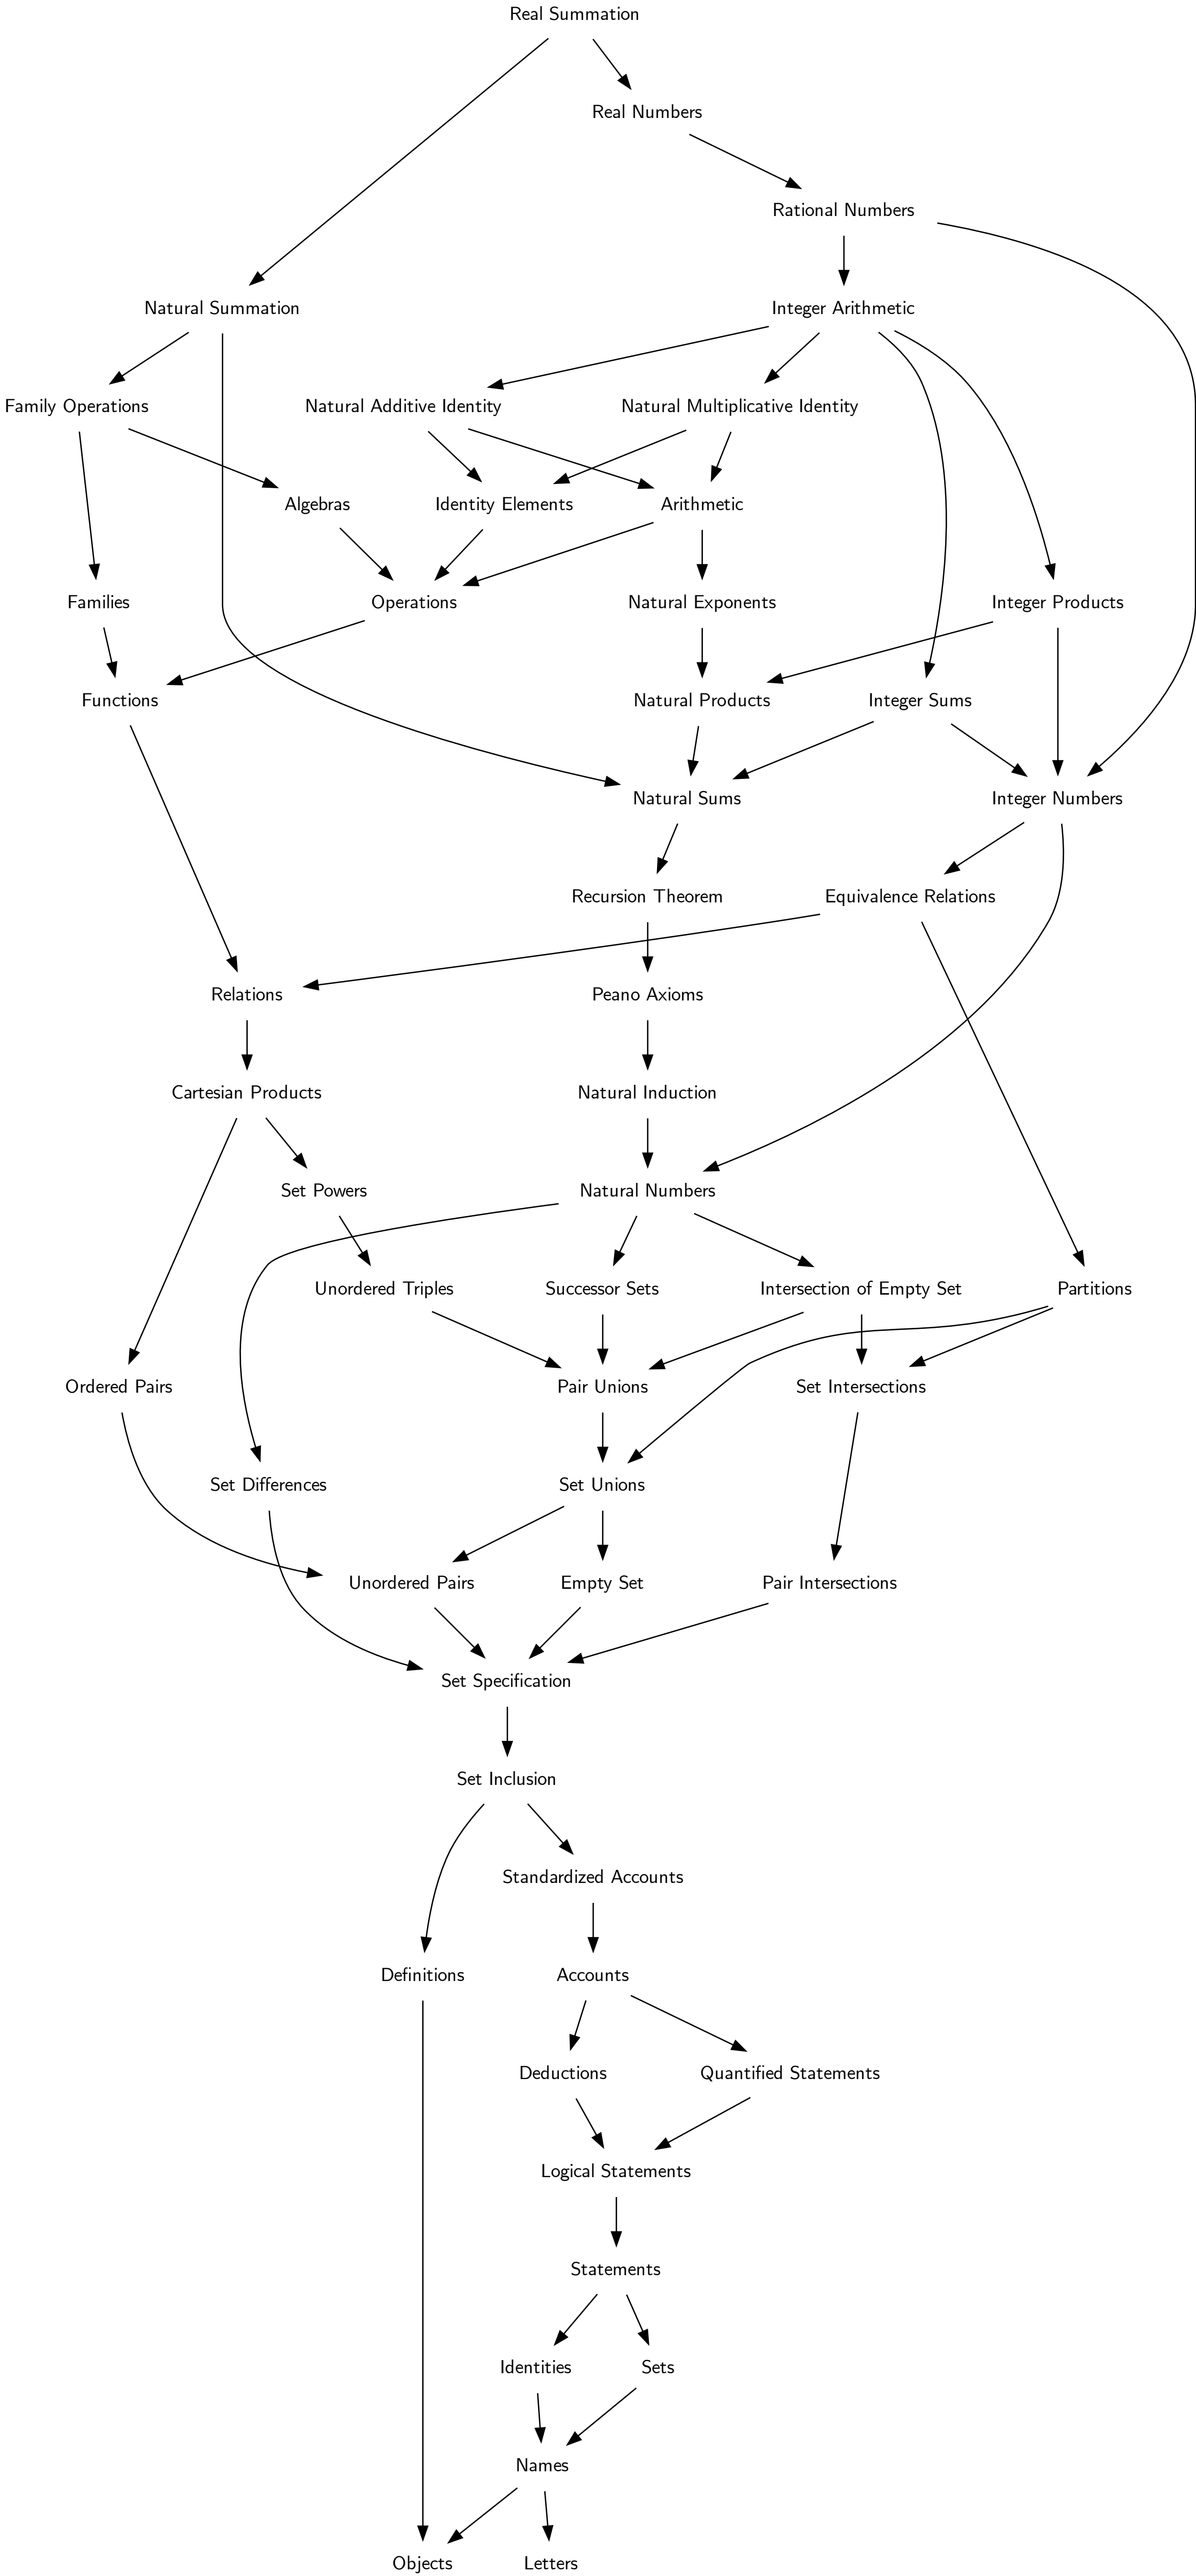 Real Summation
Real Numbers
Rational Numbers
Natural Summation
Integer Arithmetic
Family Operations
Natural Additive Identity
Natural Multiplicative Identity
Algebras
Identity Elements
Arithmetic
Families
Operations
Natural Exponents
Integer Products
Functions
Natural Products
Integer Sums
Natural Sums
Integer Numbers
Recursion Theorem
Equivalence Relations
Relations
Peano Axioms
Cartesian Products
Natural Induction
Set Powers
Natural Numbers
Unordered Triples
Successor Sets
Intersection of Empty Set
Partitions
Ordered Pairs
Pair Unions
Set Intersections
Set Differences
Set Unions
Unordered Pairs
Empty Set
Pair Intersections
Set Specification
Set Inclusion
Standardized Accounts
Definitions
Accounts
Deductions
Quantified Statements
Logical Statements
Statements
Identities
Sets
Names
Objects
Letters